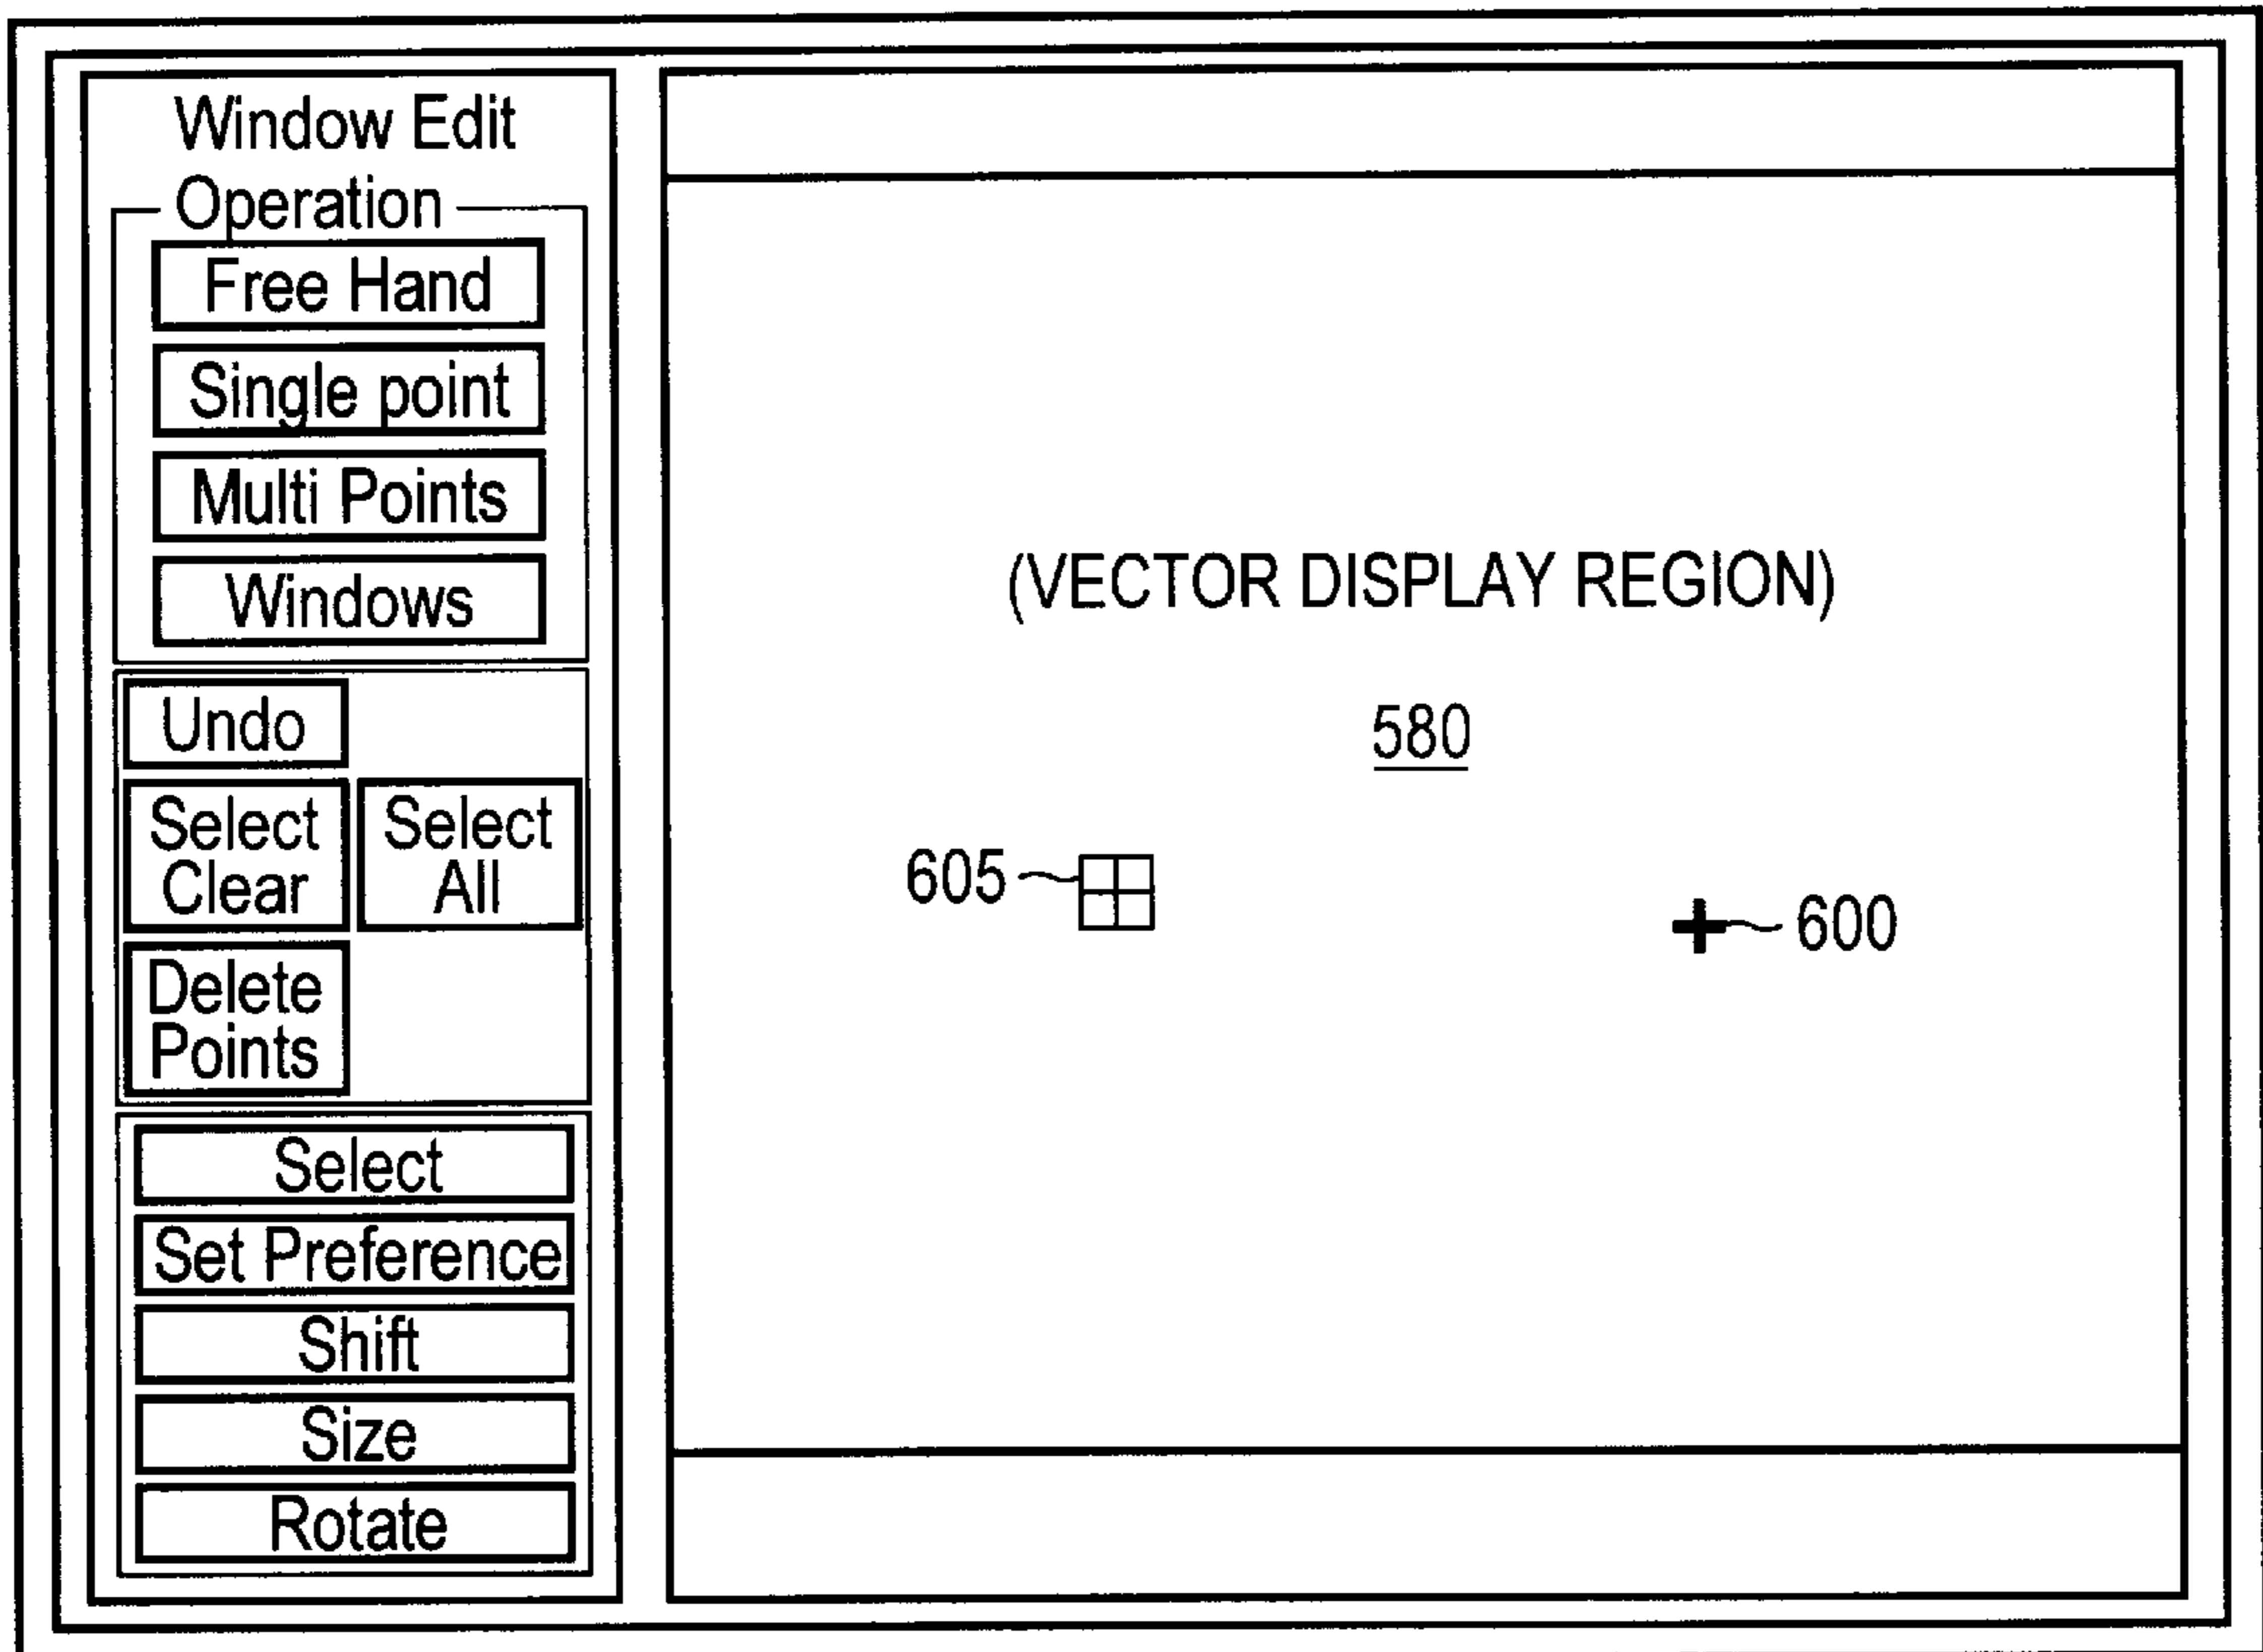 Window Edit
Operation
Free Hand
Single point
Multi Points
Windows
Undo
Select
Clear
Select
All
Delete
Points
Select
Set Preference
Shift
Size
Rotate
(VECTOR DISPLAY REGION)
580
605
600